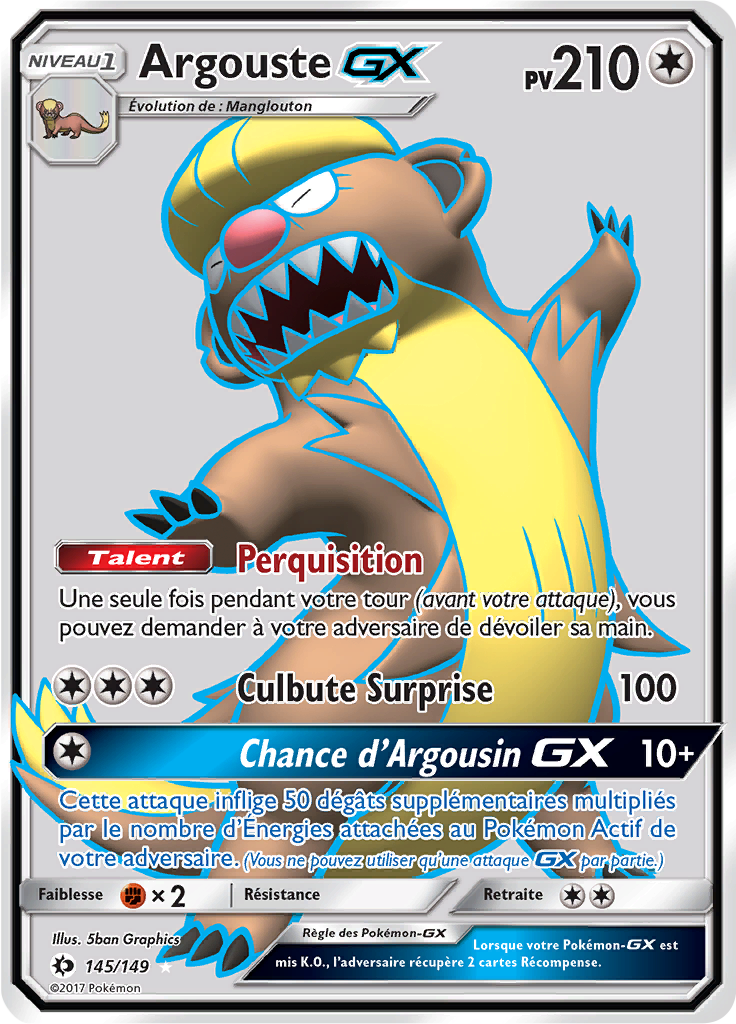 NIVEAU1 Argouste GX PV210
Évolution de : Manglouton
Talent Perquisition
Une seule fois pendant votre tour (avant votre attaque), vous
pouvez demander à votre adversaire de dévoiler sa main.
Culbute Surprise 100
Chance d'Argousin GX 10+
Cette attaque inflige 50 dégâts supplémentaires multipliés
par le nombre d'Énergies attachées au Pokémon Actif de
votre adversaire. (Vous ne pouvez utiliser qu'une attaque GX par partie.)
Faiblesse ×2 Résistance Retraite
Illus. 5ban Graphics
145/149
©2017 Pokémon
Règle des Pokémon-GX
Lorsque votre Pokémon-GX est
mis K.O., l'adversaire récupère 2 cartes Récompense.